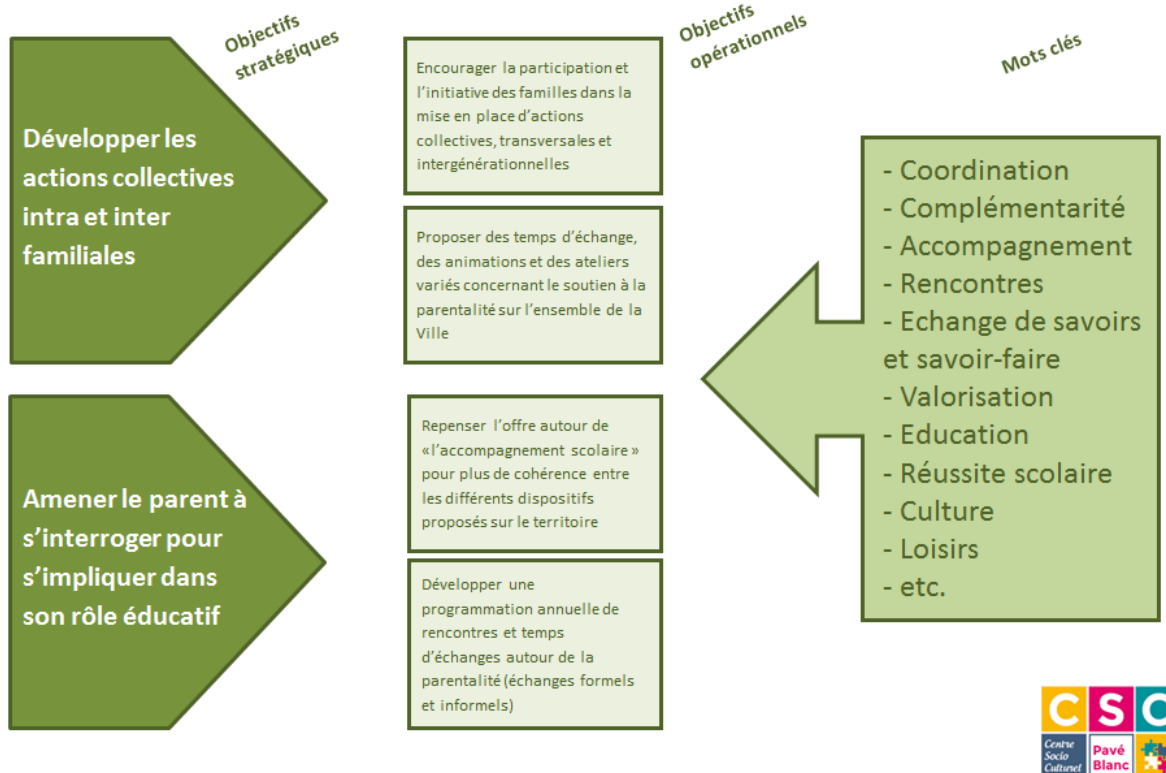 Objectifs
stratégiques
Objectifs
opérationnels
Mots clés
Développer les
actions collectives
intra et inter
familiales
Encourager la participation et
l'initiative des familles dans la
mise en place d'actions
collectives, transversales et
intergénérationnelles
Proposer des temps d'échange,
des animations et des ateliers
variés concernant le soutien à la
parentalité sur l'ensemble de la
Ville
Amener le parent à
s'interroger pour
s'impliquer dans
son rôle éducatif
Repenser l'offre autour de
«l'accompagnement scolaire»
pour plus de cohérence entre
les différents dispositifs
proposés sur le territoire
Développer une
programmation annuelle de
rencontres et temps
d'échanges autour de la
parentalité (échanges formels
et informels)
- Coordination
- Complémentarité
- Accompagnement
- Rencontres
- Echange de savoirs
et savoir-faire
- Valorisation
- Education
- Réussite scolaire
- Culture
- Loisirs
- etc.
CSC
Centre
Socio
Culturel
Pavé
Blanc